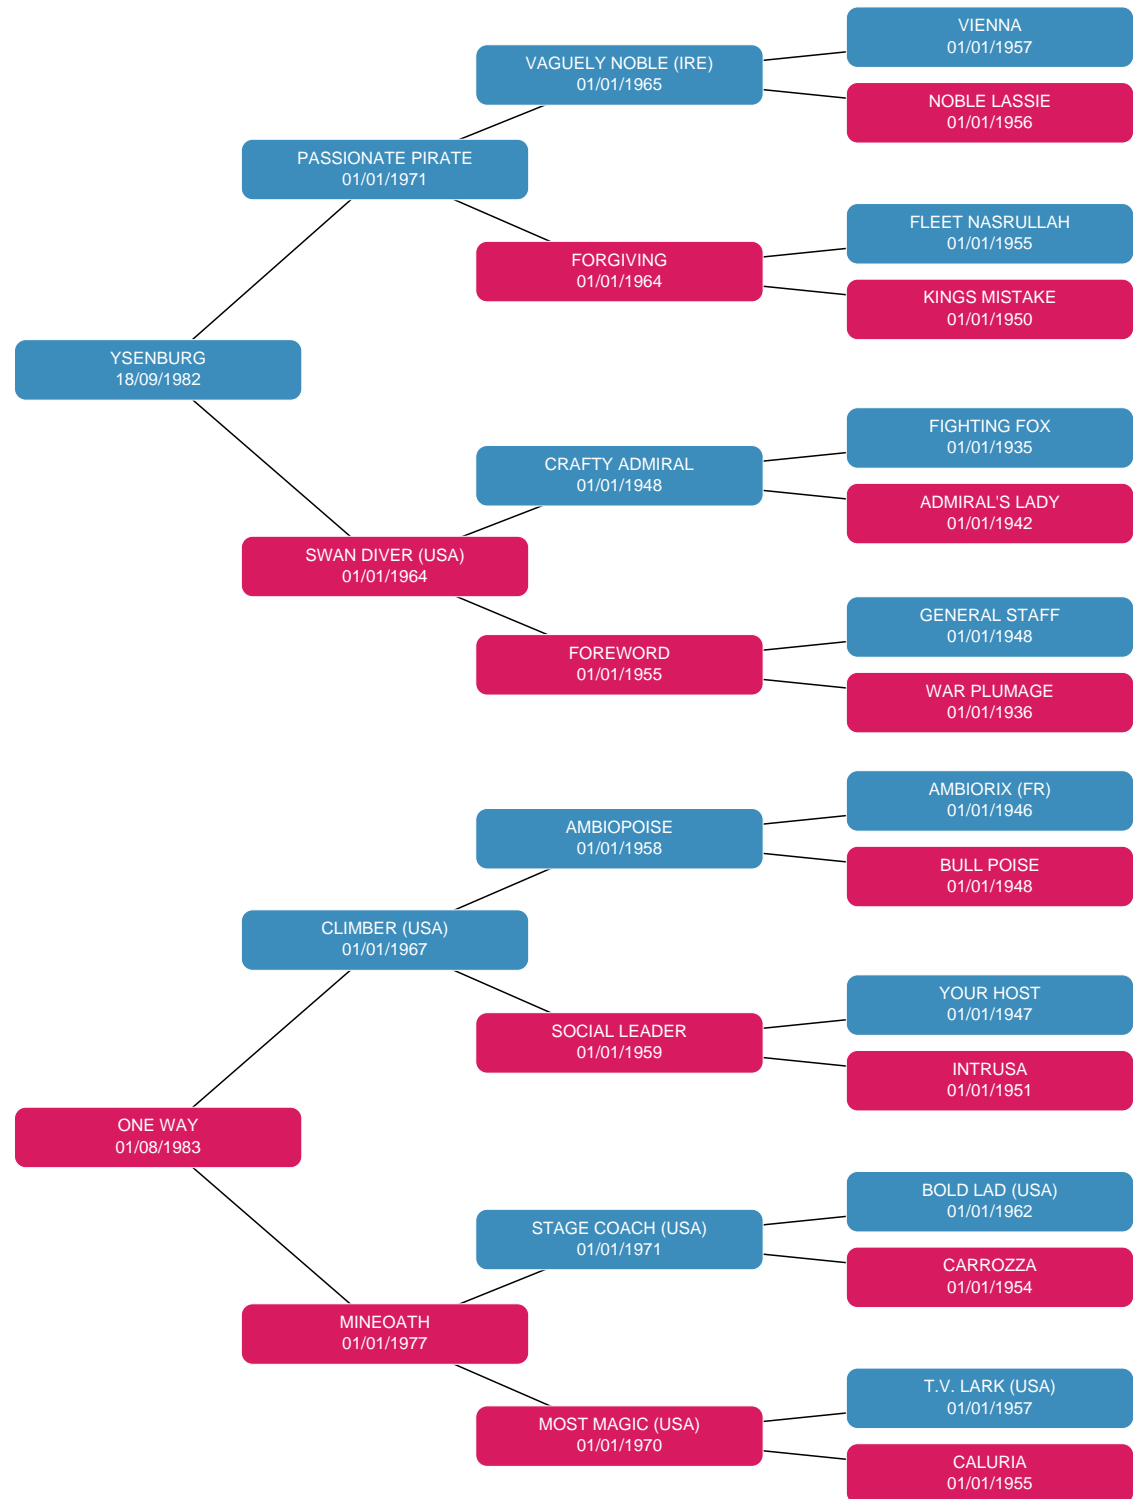 VIENNA
01/01/1957
VAGUELY NOBLE (IRE)
01/01/1965
NOBLE LASSIE
01/01/1956
PASSIONATE PIRATE
01/01/1971
FLEET NASRULLAH
01/01/1955
FORGIVING
01/01/1964
KINGS MISTAKE
01/01/1950
YSENBURG
18/09/1982
FIGHTING FOX
01/01/1935
CRAFTY ADMIRAL
01/01/1948
ADMIRAL'S LADY
01/01/1942
SWAN DIVER (USA)
01/01/1964
GENERAL STAFF
01/01/1948
FOREWORD
01/01/1955
WAR PLUMAGE
01/01/1936
AMBIORIX (FR)
01/01/1946
AMBIOPOISE
01/01/1958
BULL POISE
01/01/1948
CLIMBER (USA)
01/01/1967
YOUR HOST
01/01/1947
SOCIAL LEADER
01/01/1959
INTRUSA
01/01/1951
ONE WAY
01/08/1983
BOLD LAD (USA)
01/01/1962
STAGE COACH (USA)
01/01/1971
CARROZZA
01/01/1954
MINEOATH
01/01/1977
T.V. LARK (USA)
01/01/1957
MOST MAGIC (USA)
01/01/1970
CALURIA
01/01/1955